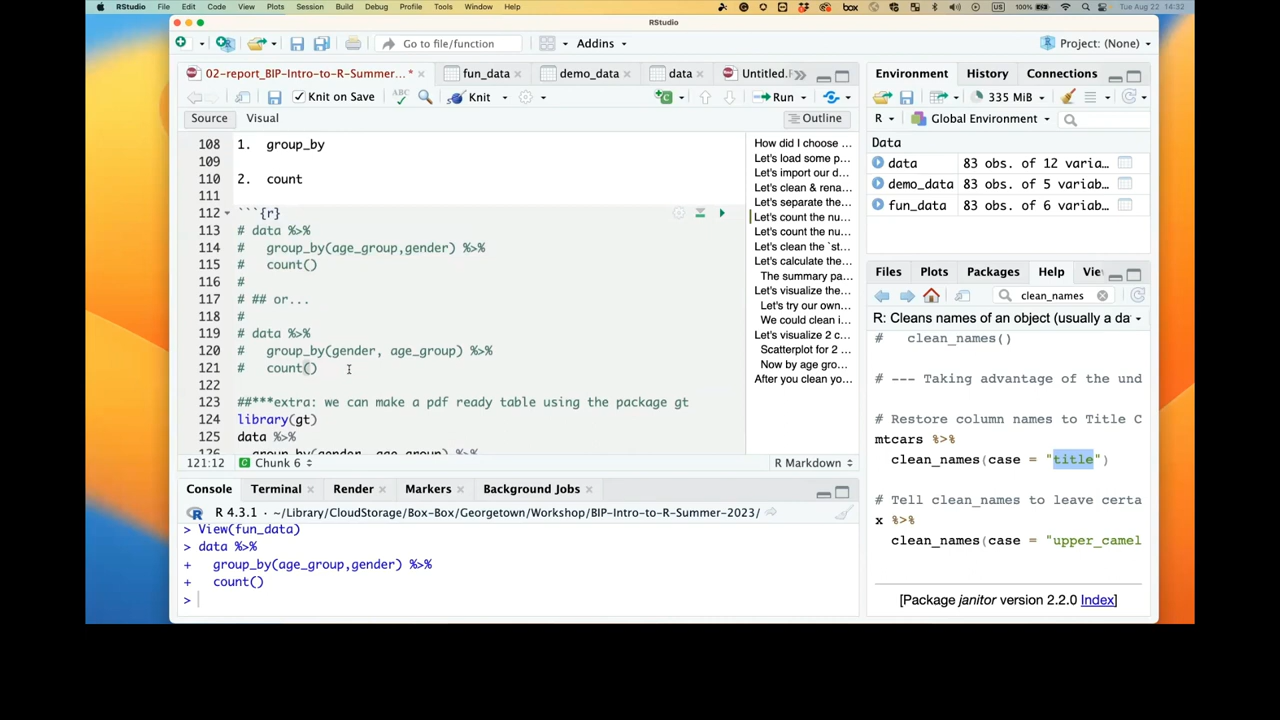 RStudio File Edit Code View Plots Session Build Debug Profile Tools Window Help box US 100% Tue Aug 22 14:32
RStudio
Go to file/function Addins Project: (None)
02-report_BIP-Intro-to-R-Summer... * fun_data demo_data data Untitled.R
Knit on Save ABC Knit Run
Source Visual Outline
108 1. group_by
109
110 2. count
111
112 ```{r}
113 # data %>%
114 #   group_by(age_group,gender) %>%
115 #   count()
116 #
117 # ## or...
118 #
119 # data %>%
120 #   group_by(gender, age_group) %>%
121 #   count()
122
123 ##***extra: we can make a pdf ready table using the package gt
124 library(gt)
125 data %>%
126   group_by(gender, age_group) %>%
121:12 Chunk 6 R Markdown
How did I choose ...
Let's load some p...
Let's import our d...
Let's clean & rena...
Let's separate the...
Let's count the nu...
Let's count the nu...
Let's clean the `st...
Let's calculate the...
The summary pa...
Let's visualize the...
Let's try our own...
We could clean i...
Let's visualize 2 c...
Scatterplot for 2 ...
Now by age gro...
After you clean yo...
Console Terminal Render Markers Background Jobs
R 4.3.1 · ~/Library/CloudStorage/Box-Box/Georgetown/Workshop/BIP-Intro-to-R-Summer-2023/
> View(fun_data)
> data %>%
+   group_by(age_group,gender) %>%
+   count()
>
Environment History Connections
335 MiB
R Global Environment
Data
data 83 obs. of 12 varia...
demo_data 83 obs. of 5 variab...
fun_data 83 obs. of 6 variab...
Files Plots Packages Help Vie
clean_names
R: Cleans names of an object (usually a da
#   clean_names()
# --- Taking advantage of the und
# Restore column names to Title C
mtcars %>%
  clean_names(case = "title")
# Tell clean_names to leave certa
x %>%
  clean_names(case = "upper_camel
[Package janitor version 2.2.0 Index]